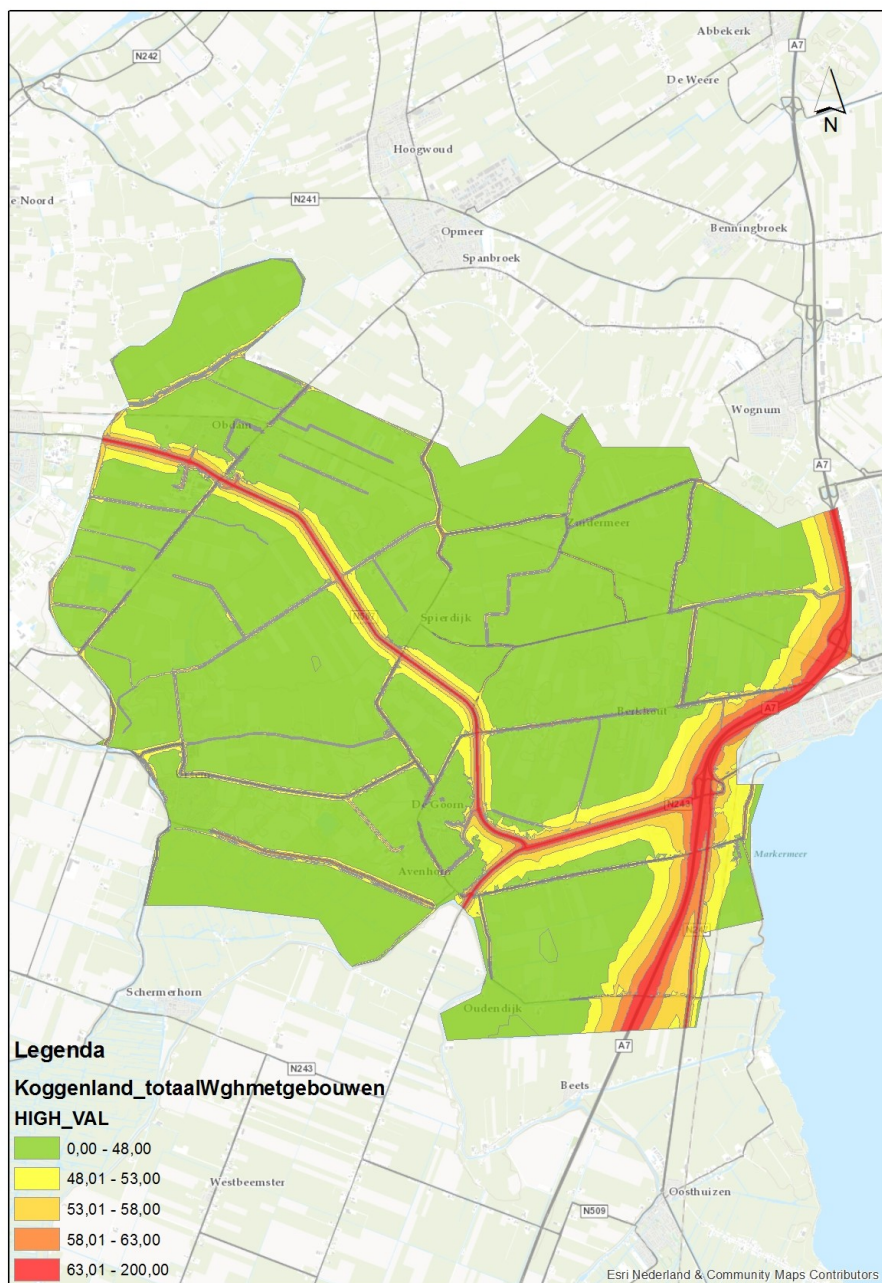 Abbekerk
A7
N242
De Weere
N
Hoogwoud
e Noord
N241
Opmeer
Benningbroek
Spanbroek
Wognum
Obdam
A7
Zuidermeer
Spierdijk
Berkhout
A7
De Goorn
N243
Avenhorn
Markermeer
Schermerhorn
Oudendijk
A7
Legenda
N243
Beets
Koggenland_totaalWghmetgebouwen
HIGH_VAL
0,00 - 48,00
48,01 - 53,00
Westbeemster
Oosthuizen
53,01 - 58,00
N509
58,01 - 63,00
63,01 - 200,00
Esri Nederland & Community Maps Contributors